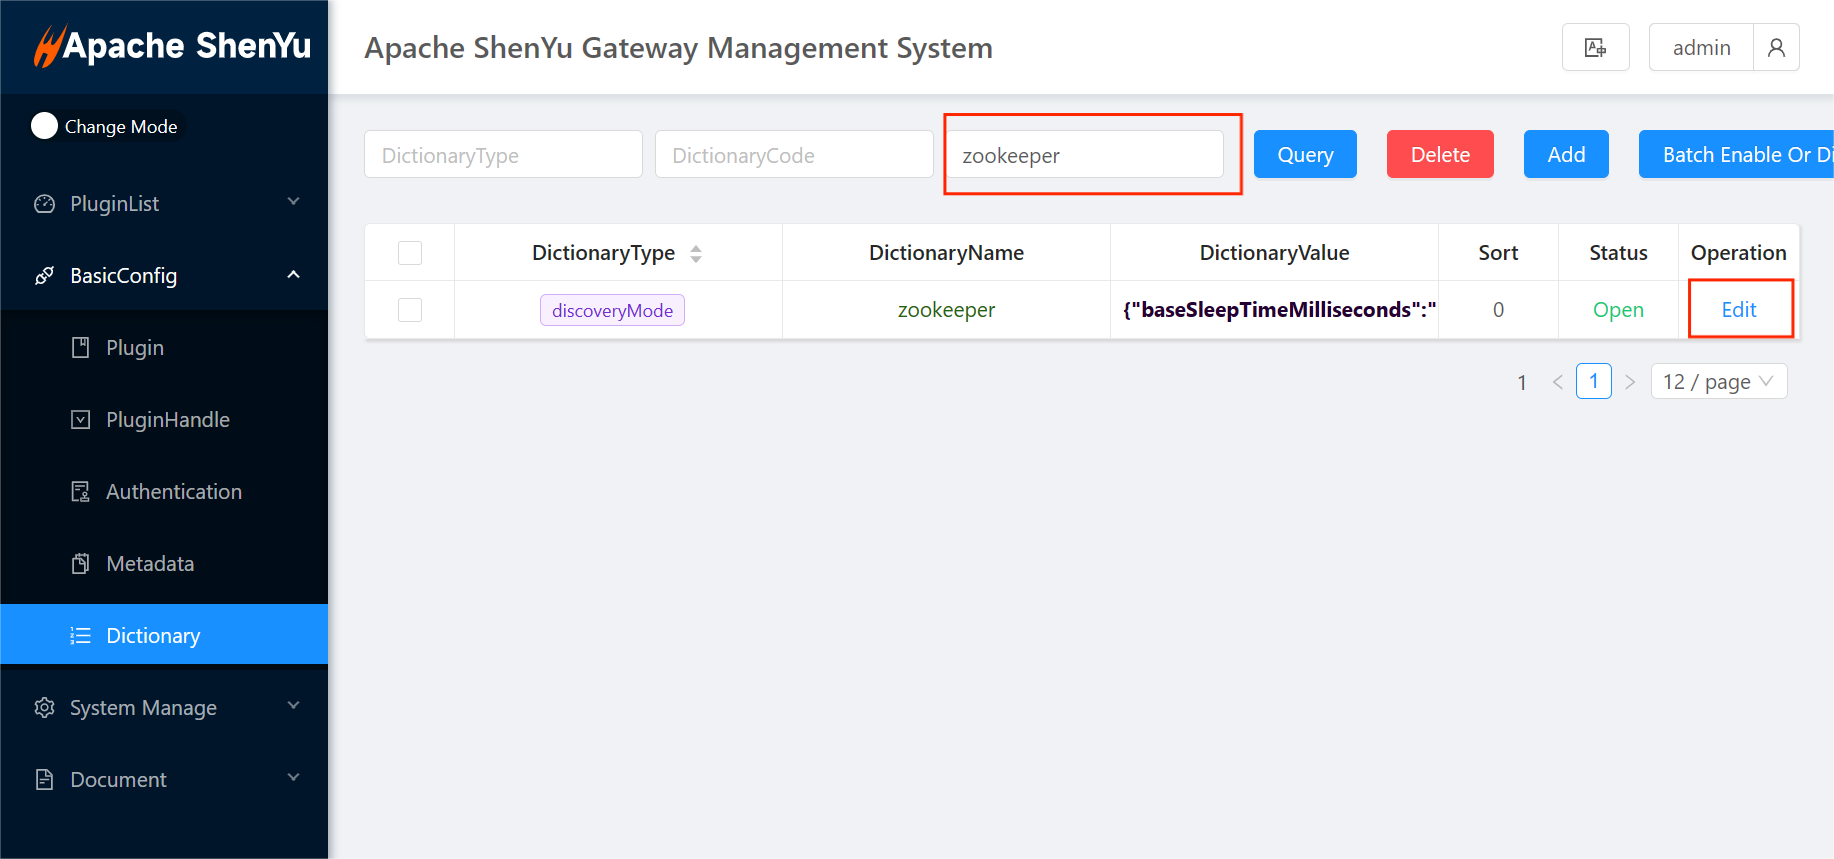 Apache ShenYu
Apache ShenYu Gateway Management System
admin
Change Mode
PluginList
BasicConfig
Plugin
PluginHandle
Authentication
Metadata
Dictionary
System Manage
Document
DictionaryType DictionaryCode zookeeper Query Delete Add Batch Enable Or Di
DictionaryType DictionaryName DictionaryValue Sort Status Operation
discoveryMode zookeeper {"baseSleepTimeMilliseconds":" 0 Open Edit
1 < 1 > 12 / page